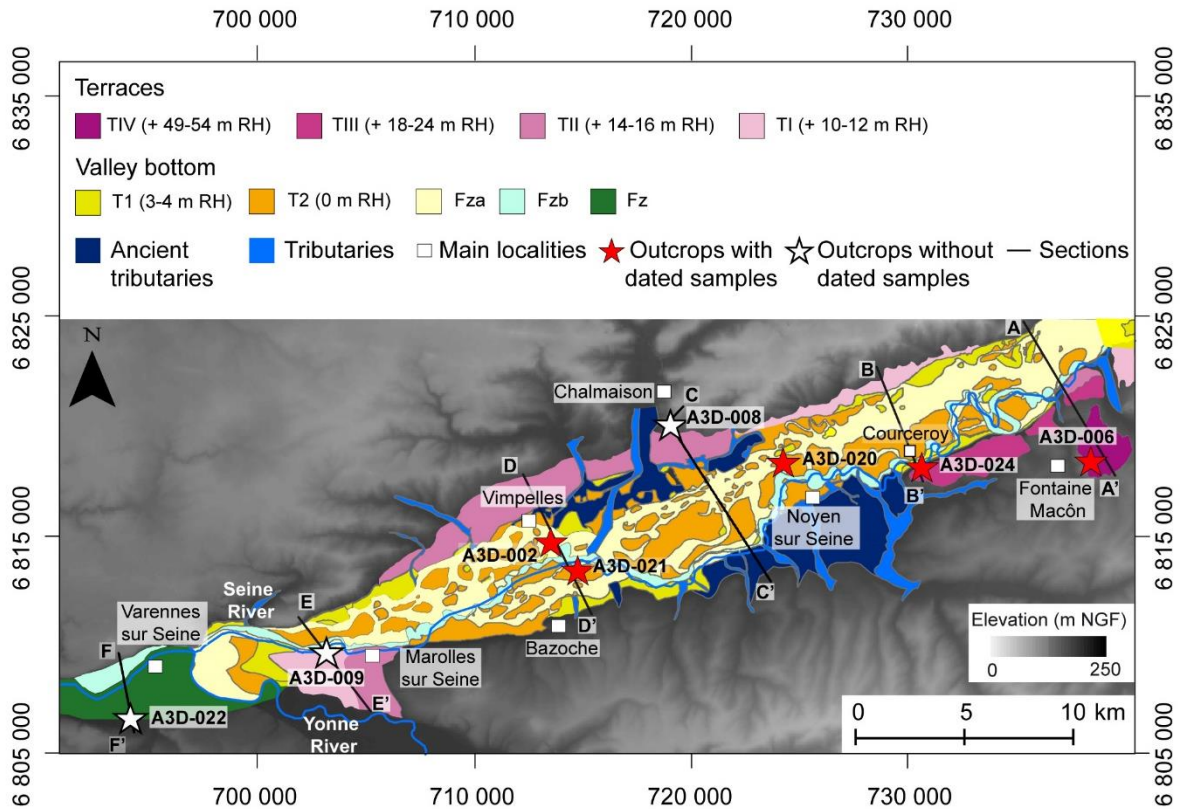 700 000 710 000 720 000 730 000
6 835 000
6 825 000
6 815 000
6 805 000
6 835 000
6 825 000
6 815 000
6 805 000
Terraces
TIV (+ 49-54 m RH) TIII (+ 18-24 m RH) TII (+ 14-16 m RH) TI (+ 10-12 m RH)
Valley bottom
T1 (3-4 m RH) T2 (0 m RH) Fza Fzb Fz
Ancient
tributaries
Tributaries
Main localities
Outcrops with
dated samples
Outcrops without
dated samples
Sections
N
A
B
Chalmaison
C
A3D-008
Courceroy
A3D-006
A3D-020
A3D-024
D
Vimpelles
B'
Fontaine
Macôn
A'
Noyen
sur Seine
A3D-002
A3D-021
C'
Seine
River
E
Varennes
sur Seine
D'
Bazoche
F
Marolles
sur Seine
A3D-009
E'
A3D-022
F'
Yonne
River
Elevation (m NGF)
0 250
0 5 10 km
700 000 710 000 720 000 730 000